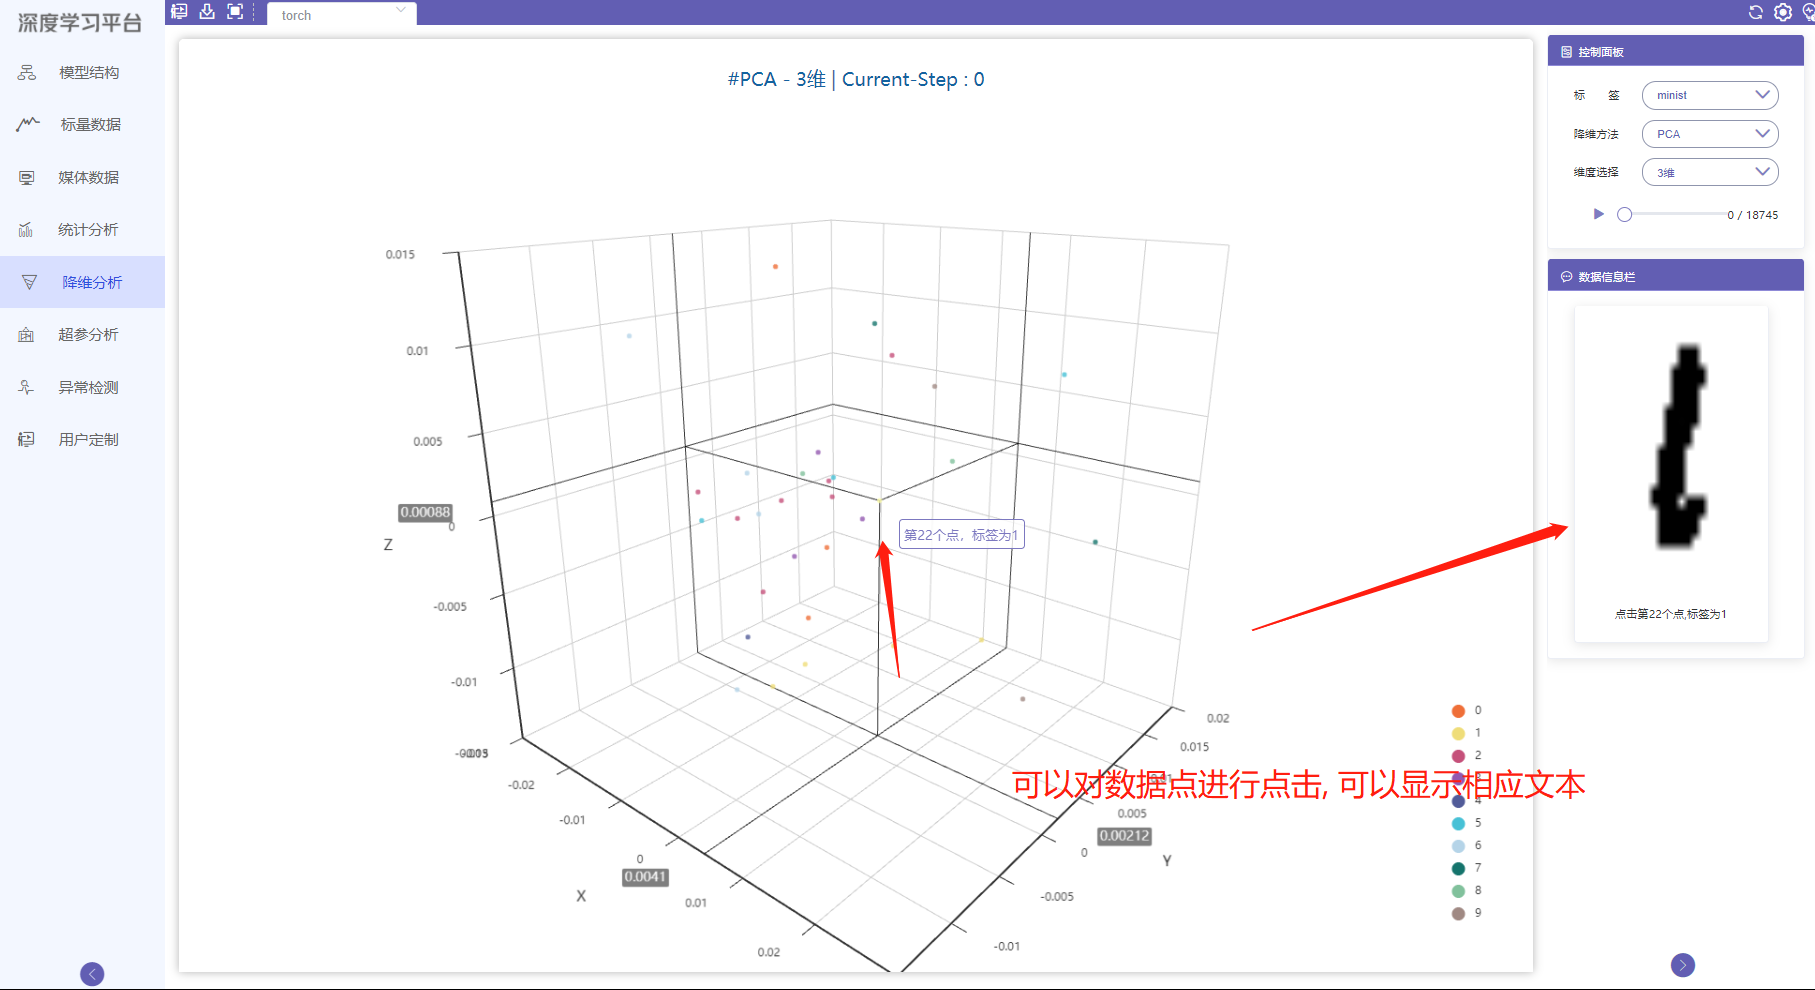 深度学习平台
torch
模型结构
标量数据
媒体数据
统计分析
降维分析
超参分析
异常检测
用户定制
#PCA - 3维 | Current-Step : 0
0.015
0.01
0.005
0.00088
0
Z
-0.005
-0.01
-0.02
-0.01
0
0.0041
X
0.01
0.02
0.02
0.015
0.005
0.00212
0
Y
-0.005
-0.01
第22个点，标签为1
可以对数据点进行点击, 可以显示相应文本
0
1
2
4
5
6
7
8
9
控制面板
标 签
minist
降维方法
PCA
维度选择
3维
0 / 18745
数据信息栏
点击第22个点,标签为1